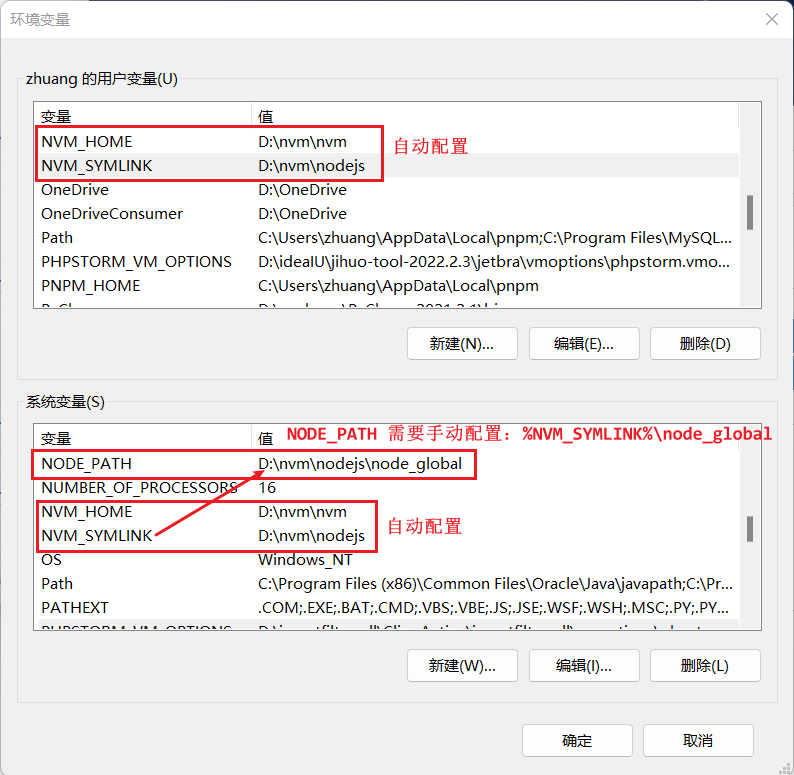 环境变量
zhuang 的用户变量(U)
变量 值
NVM_HOME D:\nvm\nvm
自动配置
NVM_SYMLINK D:\nvm\nodejs
OneDrive D:\OneDrive
OneDriveConsumer D:\OneDrive
Path C:\Users\zhuang\AppData\Local\pnpm;C:\Program Files\MySQL...
PHPSTORM_VM_OPTIONS D:\ideaIU\jihuo-tool-2022.2.3\jetbra\vmoptions\phpstorm.vmo...
PNPM_HOME C:\Users\zhuang\AppData\Local\pnpm
新建(N)... 编辑(E)... 删除(D)
系统变量(S)
NODE_PATH 需要手动配置：%NVM_SYMLINK%\node_global
变量 值
NODE_PATH D:\nvm\nodejs\node_global
NUMBER_OF_PROCESSORS 16
NVM_HOME D:\nvm\nvm
自动配置
NVM_SYMLINK D:\nvm\nodejs
OS Windows_NT
Path C:\Program Files (x86)\Common Files\Oracle\Java\javapath;C:\Pr...
PATHEXT .COM;.EXE;.BAT;.CMD;.VBS;.VBE;.JS;.JSE;.WSF;.WSH;.MSC;.PY;.PY...
新建(W)... 编辑(I)... 删除(L)
确定 取消